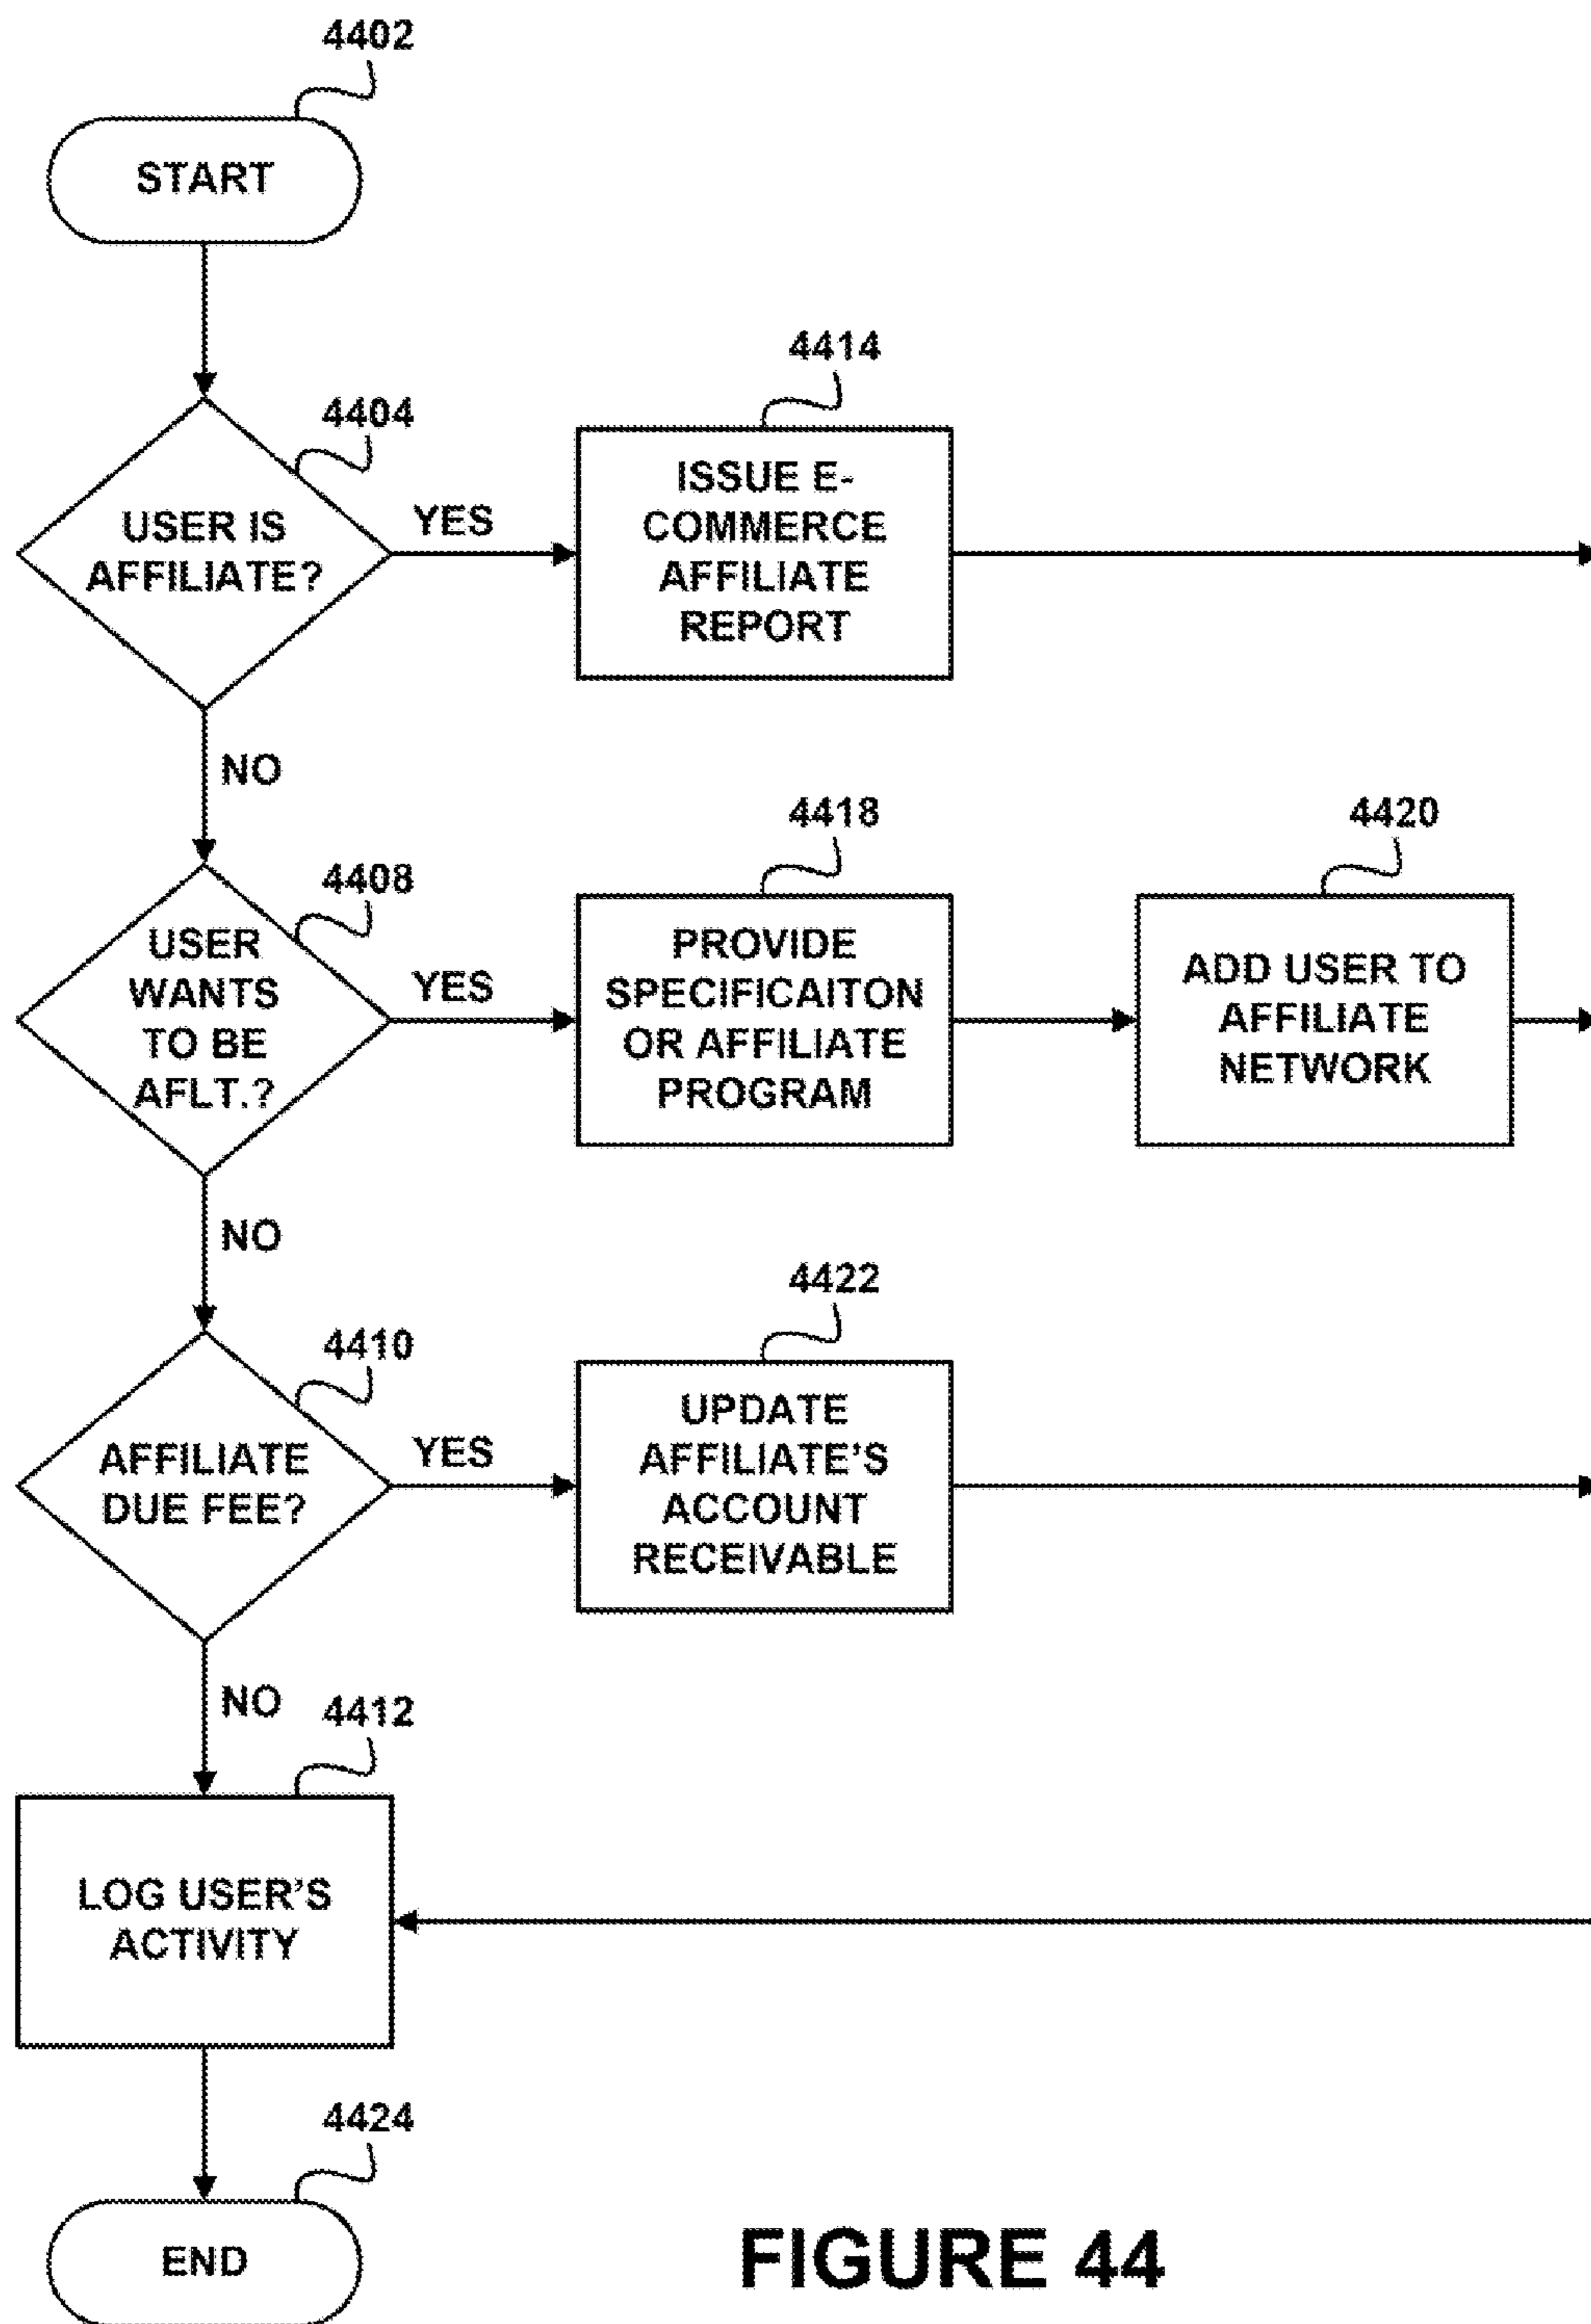 4402
START
4414
4404
ISSUE E-
COMMERCE
AFFILIATE
REPORT
USER IS
AFFILIATE?
YES
NO
4418
4420
4408
USER
WANTS
TO BE
AFLT.?
YES
PROVIDE
SPECIFICAITON
OR AFFILIATE
PROGRAM
ADD USER TO
AFFILIATE
NETWORK
NO
4422
4410
AFFILIATE
DUE FEE?
YES
UPDATE
AFFILIATE'S
ACCOUNT
RECEIVABLE
NO
4412
LOG USER'S
ACTIVITY
4424
END
FIGURE 44